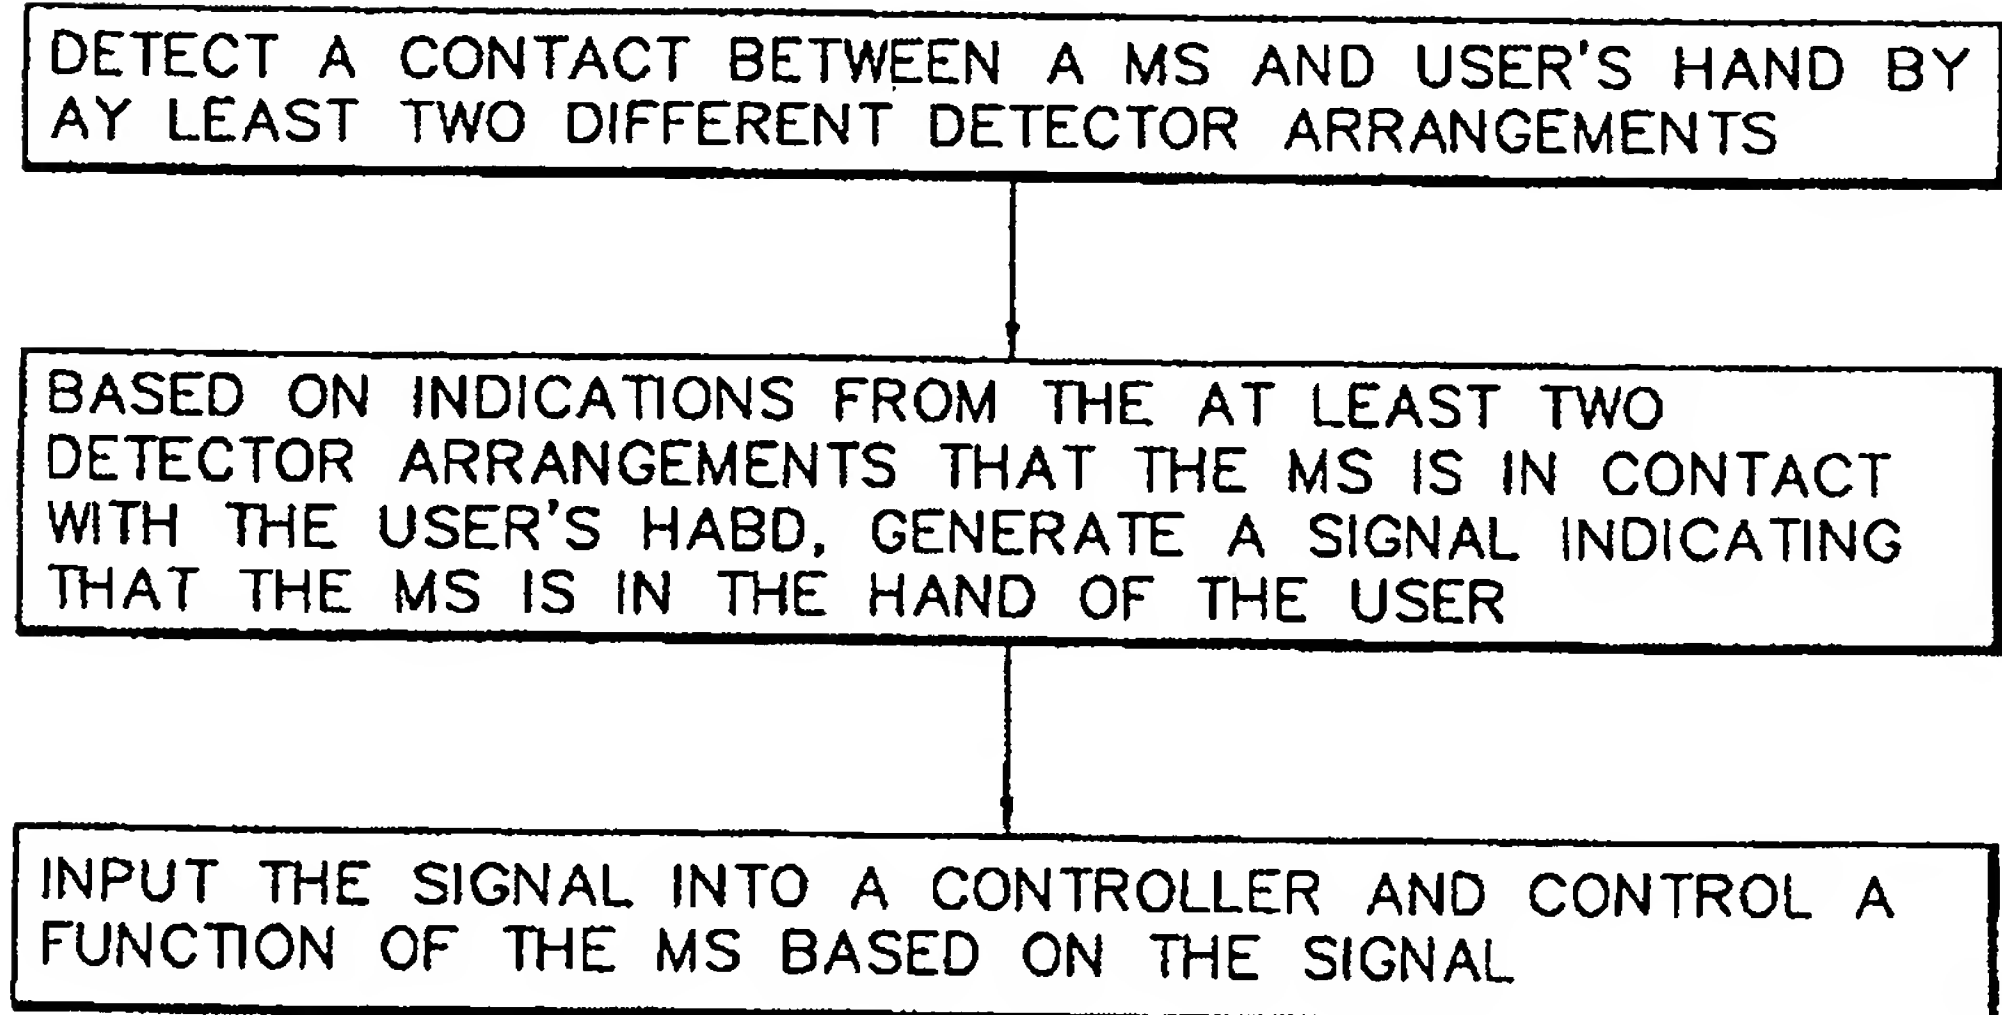 DETECT A CONTACT BETWEEN A MS AND USER'S HAND BY
AY LEAST TWO DIFFERENT DETECTOR ARRANGEMENTS
BASED ON INDICATIONS FROM THE AT LEAST TWO
DETECTOR ARRANGEMENTS THAT THE MS IS IN CONTACT
WITH THE USER'S HABD, GENERATE A SIGNAL INDICATING
THAT THE MS IS IN THE HAND OF THE USER
INPUT THE SIGNAL INTO A CONTROLLER AND CONTROL A
FUNCTION OF THE MS BASED ON THE SIGNAL